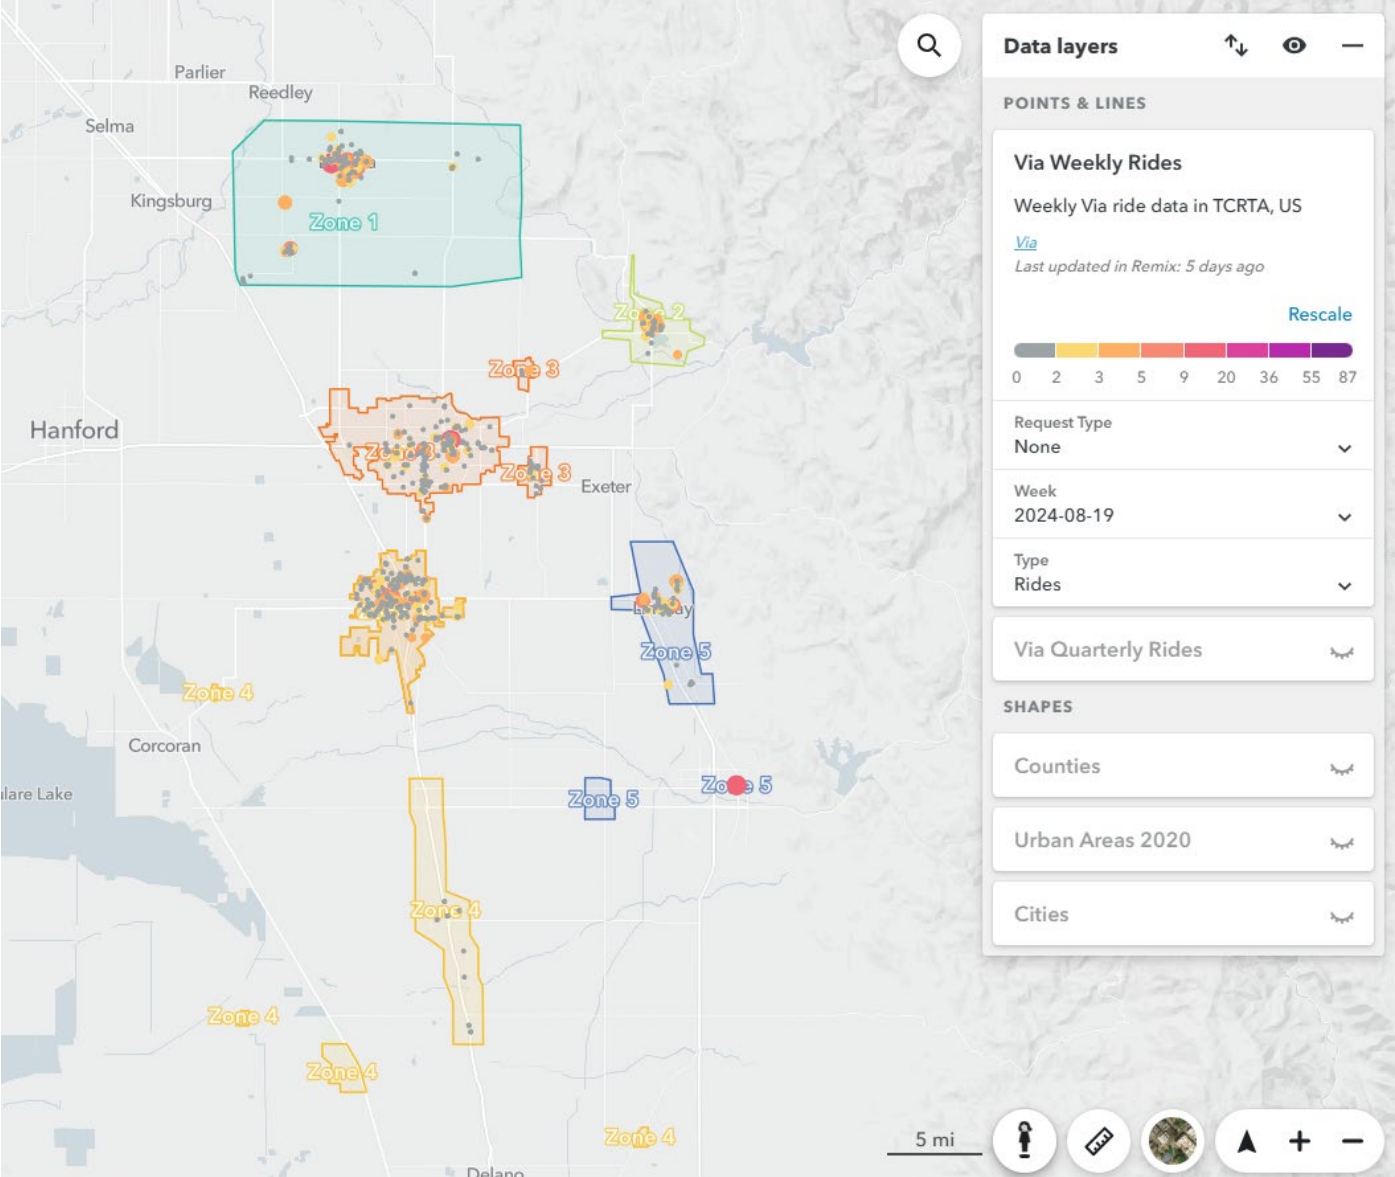 Parlier
Reedley
Selma
Kingsburg
Zone 1
Zone 2
Zone 3
Hanford
Zone 3
Zone 3
Exeter
Zone 5
Zone 4
Corcoran
Zone 5
Zone 5
ulare Lake
Zone 4
Zone 4
Zone 4
Zone 4
Delano
5 mi
Data layers
POINTS & LINES
Via Weekly Rides
Weekly Via ride data in TCRTA, US
Via
Last updated in Remix: 5 days ago
Rescale
0 2 3 5 9 20 36 55 87
Request Type
None
Week
2024-08-19
Type
Rides
Via Quarterly Rides
SHAPES
Counties
Urban Areas 2020
Cities